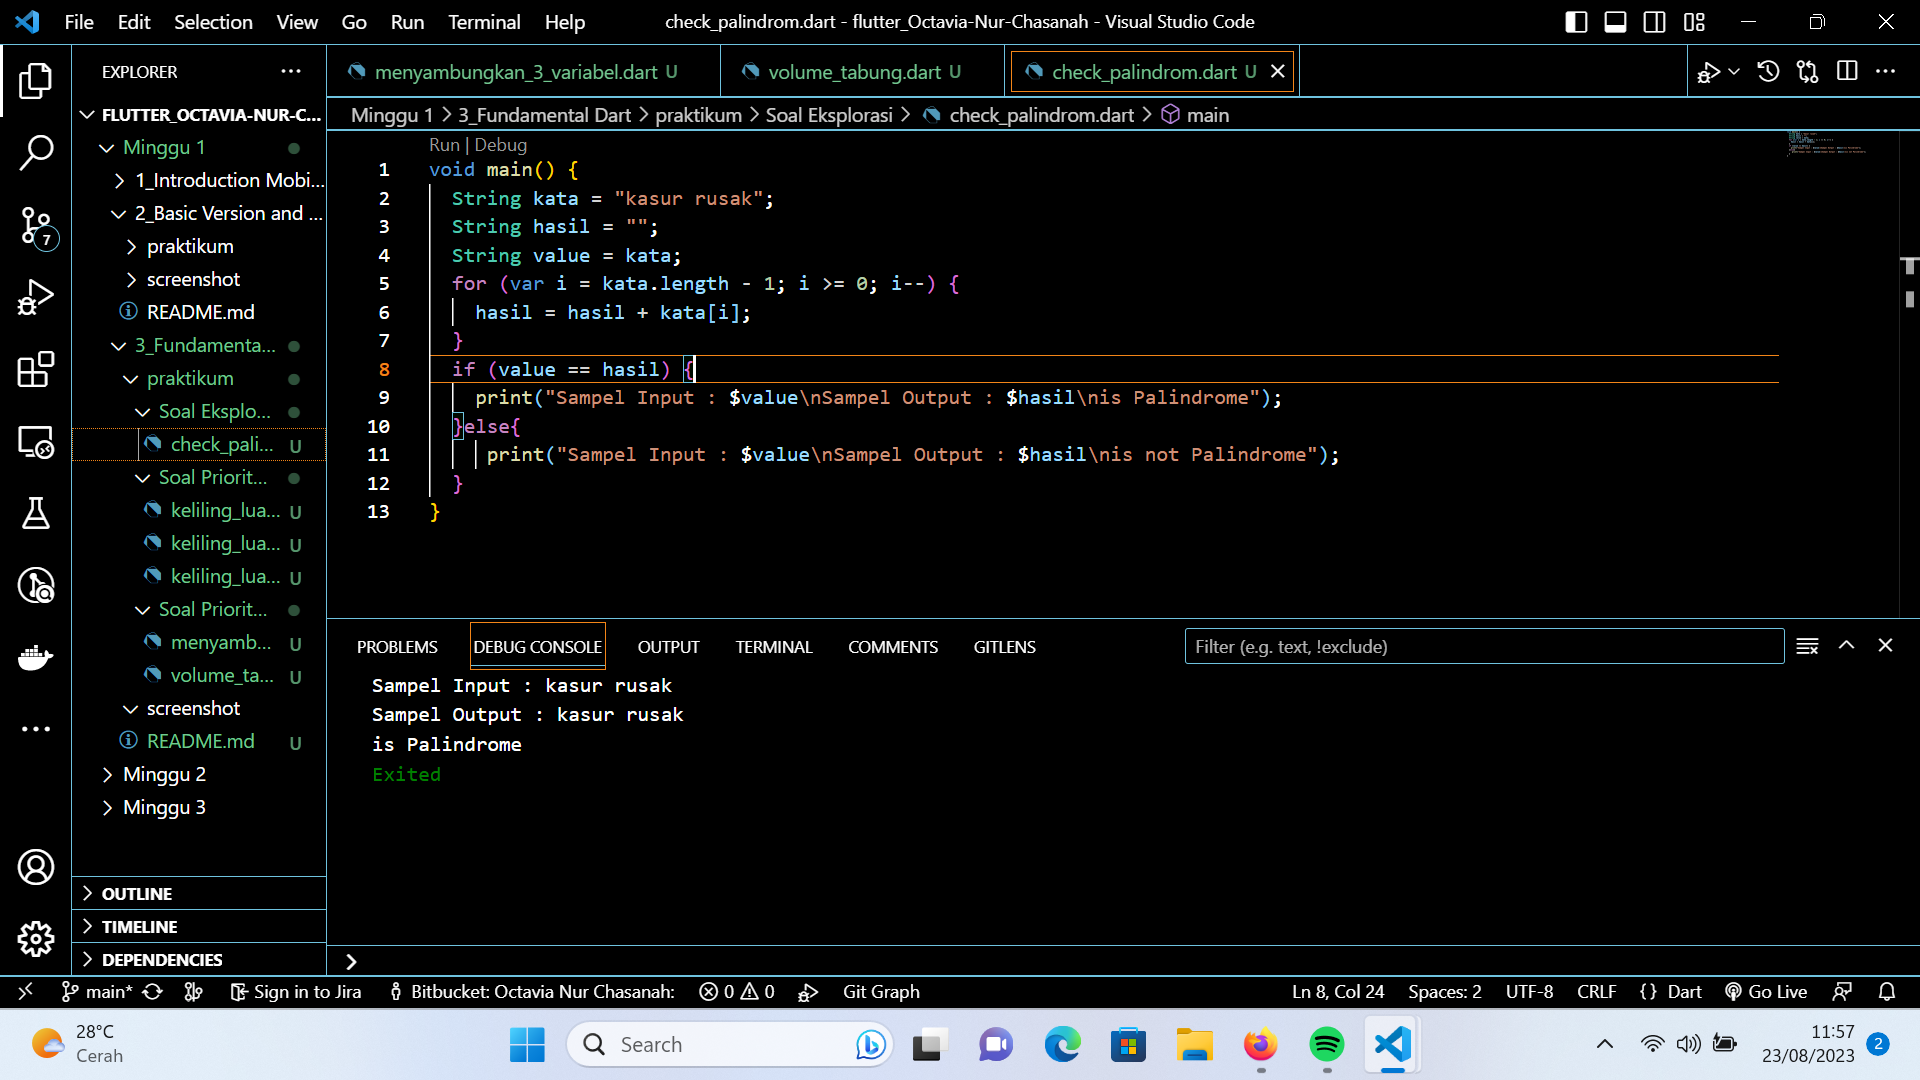 File Edit Selection View Go Run Terminal Help
check_palindrom.dart - flutter_Octavia-Nur-Chasanah - Visual Studio Code
EXPLORER
FLUTTER_OCTAVIA-NUR-C...
Minggu 1
1_Introduction Mobi...
2_Basic Version and ...
praktikum
screenshot
README.md
3_Fundamenta...
praktikum
Soal Eksplo...
check_pali... U
Soal Priorit...
keliling_lua... U
keliling_lua... U
keliling_lua... U
Soal Priorit...
menyamb... U
volume_ta... U
screenshot
README.md U
Minggu 2
Minggu 3
OUTLINE
TIMELINE
DEPENDENCIES
7
menyambungkan_3_variabel.dart U
volume_tabung.dart U
check_palindrom.dart U
Minggu 1 > 3_Fundamental Dart > praktikum > Soal Eksplorasi > check_palindrom.dart > main
Run | Debug
1 void main() {
2 String kata = "kasur rusak";
3 String hasil = "";
4 String value = kata;
5 for (var i = kata.length - 1; i >= 0; i--) {
6 hasil = hasil + kata[i];
7 }
8 if (value == hasil) {
9 print("Sampel Input : $value\nSampel Output : $hasil\nis Palindrome");
10 }else{
11 print("Sampel Input : $value\nSampel Output : $hasil\nis not Palindrome");
12 }
13 }
PROBLEMS DEBUG CONSOLE OUTPUT TERMINAL COMMENTS GITLENS
Filter (e.g. text, !exclude)
Sampel Input : kasur rusak
Sampel Output : kasur rusak
is Palindrome
Exited
main* Sign in to Jira Bitbucket: Octavia Nur Chasanah: 0 0 Git Graph
Ln 8, Col 24 Spaces: 2 UTF-8 CRLF {} Dart Go Live
28°C
Cerah
Search
11:57
23/08/2023
2